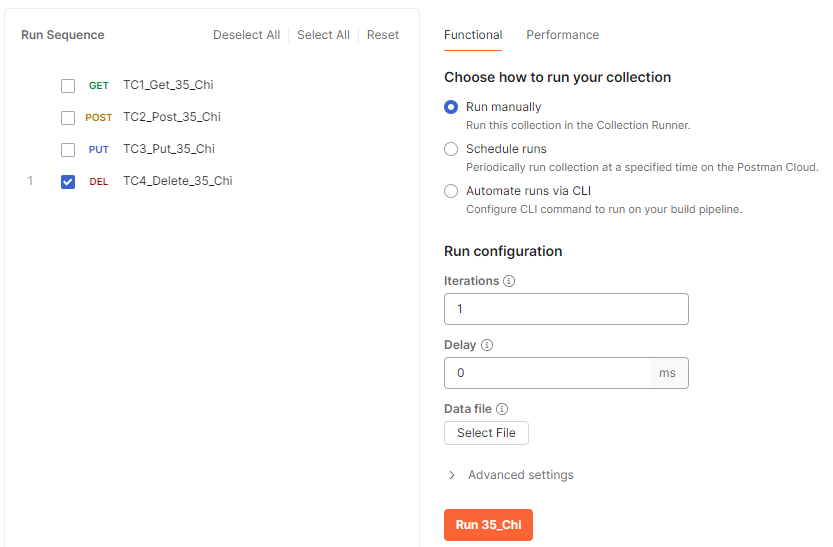 Run Sequence
Deselect All
Select All
Reset
GET TC1_Get_35_Chi
POST TC2_Post_35_Chi
PUT TC3_Put_35_Chi
1 DEL TC4_Delete_35_Chi
Functional
Performance
Choose how to run your collection
Run manually
Run this collection in the Collection Runner.
Schedule runs
Periodically run collection at a specified time on the Postman Cloud.
Automate runs via CLI
Configure CLI command to run on your build pipeline.
Run configuration
Iterations
1
Delay
0 ms
Data file
Select File
Advanced settings
Run 35_Chi